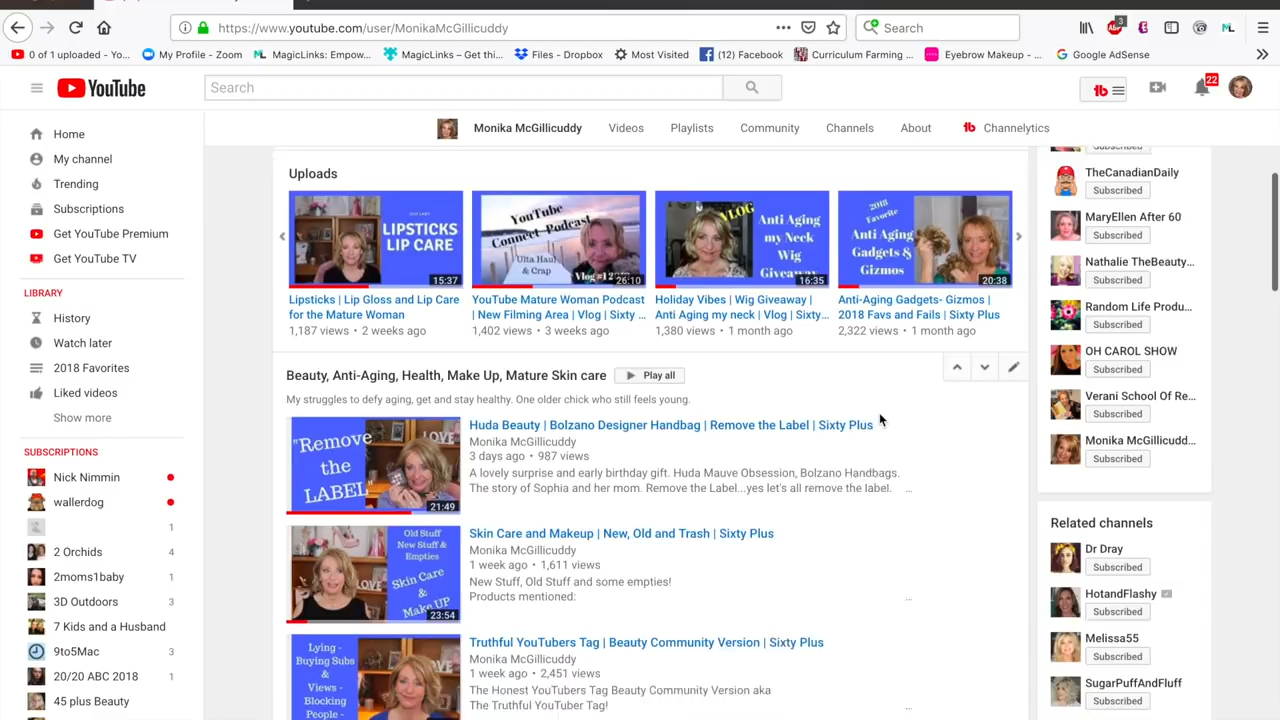 https://www.youtube.com/user/MonikaMcGillicuddy
Search
3
0 of 1 uploaded - Yo...
My Profile - Zoom
MagicLinks: Empow...
MagicLinks – Get thi...
Files - Dropbox
Most Visited
(12) Facebook
Curriculum Farming ...
Eyebrow Makeup - ...
Google AdSense
YouTube
Search
22
Home
My channel
Trending
Subscriptions
Get YouTube Premium
Get YouTube TV
LIBRARY
History
Watch later
2018 Favorites
Liked videos
Show more
SUBSCRIPTIONS
Nick Nimmin
wallerdog
1
2 Orchids 4
2moms1baby 1
3D Outdoors 3
7 Kids and a Husband
9to5Mac 3
20/20 ABC 2018 1
45 plus Beauty
Monika McGillicuddy
Videos
Playlists
Community
Channels
About
Channelytics
Uploads
LIPSTICKS
LIP CARE
15:37
Lipsticks | Lip Gloss and Lip Care
for the Mature Woman
1,187 views • 2 weeks ago
YouTube
Connect-Podcast
Ulta Haul
& Crap
26:10
YouTube Mature Woman Podcast
| New Filming Area | Vlog | Sixty ...
1,402 views • 3 weeks ago
VLOG
Anti Aging
my Neck
Wig
Giveaway
16:35
Holiday Vibes | Wig Giveaway |
Anti Aging my neck | Vlog | Sixty...
1,380 views • 1 month ago
2018
Favorite
Anti Aging
Gadgets &
Gizmos
20:38
Anti-Aging Gadgets- Gizmos |
2018 Favs and Fails | Sixty Plus
2,322 views • 1 month ago
Beauty, Anti-Aging, Health, Make Up, Mature Skin care
Play all
My struggles to defy aging, get and stay healthy. One older chick who still feels young.
"Remove
the
LABEL"
LOVE
21:49
Huda Beauty | Bolzano Designer Handbag | Remove the Label | Sixty Plus
Monika McGillicuddy
3 days ago • 987 views
A lovely surprise and early birthday gift. Huda Mauve Obsession, Bolzano Handbags.
The story of Sophia and her mom. Remove the Label...yes let's all remove the label. ...
LOVE
Old Stuff
New Stuff &
Empties
Skin Care
&
Make UP
23:54
Skin Care and Makeup | New, Old and Trash | Sixty Plus
Monika McGillicuddy
1 week ago • 1,611 views
New Stuff, Old Stuff and some empties!
Products mentioned: ...
Lying -
Buying Subs
&
Views -
Blocking
People -
Truthful YouTubers Tag | Beauty Community Version | Sixty Plus
Monika McGillicuddy
1 week ago • 2,451 views
The Honest YouTubers Tag Beauty Community Version aka
The Truthful YouTuber Tag! ...
Subscribed
TheCanadianDaily
Subscribed
MaryEllen After 60
Subscribed
Nathalie TheBeauty...
Subscribed
Random Life Produ...
Subscribed
OH CAROL SHOW
Subscribed
Verani School Of Re...
Subscribed
Monika McGillicudd...
Subscribed
Related channels
Dr Dray
Subscribed
HotandFlashy
Subscribed
Melissa55
Subscribed
SugarPuffAndFluff
Subscribed